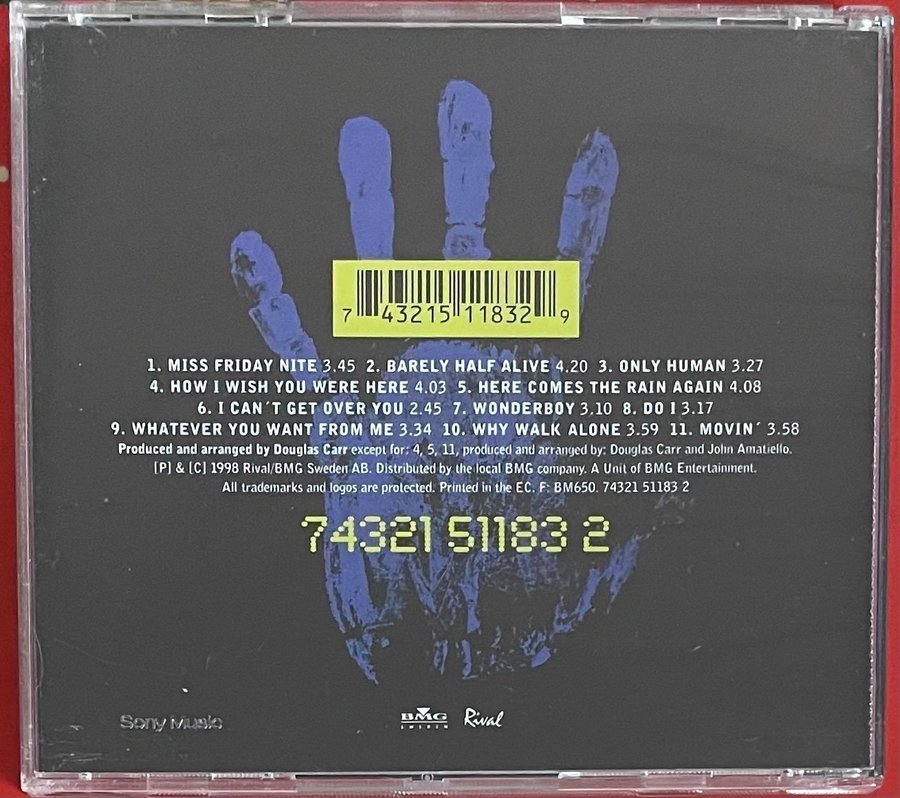 7 43215 11832 9
1. MISS FRIDAY NITE 3.45 2. BARELY HALF ALIVE 4.20 3. ONLY HUMAN 3.27
4. HOW I WISH YOU WERE HERE 4.03 5. HERE COMES THE RAIN AGAIN 4.08
6. I CAN´T GET OVER YOU 2.45 7. WONDERBOY 3.10 8. DO I 3.17
9. WHATEVER YOU WANT FROM ME 3.34 10. WHY WALK ALONE 3.59 11. MOVIN´ 3.58
Produced and arranged by Douglas Carr except for: 4, 5, 11, produced and arranged by: Douglas Carr and John Amatiello.
[P] & [C] 1998 Rival/BMG Sweden AB. Distributed by the local BMG company. A Unit of BMG Entertainment.
All trademarks and logos are protected. Printed in the EC. F: BM650. 74321 51183 2
74321 51183 2
Sony Music BMG Rival
SWEDEN